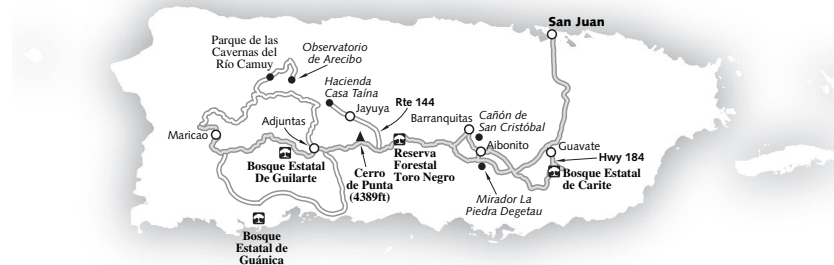 San Juan
Parque de las
Cavernas del
Río Camuy
Observatorio
de Arecibo
Hacienda
Casa Taína
Jayuya
Rte 144
Barranquitas
Cañón de
San Cristóbal
Adjuntas
Maricao
Aibonito
Guavate
Hwy 184
Bosque Estatal
De Guilarte
Cerro
de Punta
(4389ft)
Reserva
Forestal
Toro Negro
Bosque Estatal
de Carite
Mirador La
Piedra Degetau
Bosque
Estatal de
Guánica